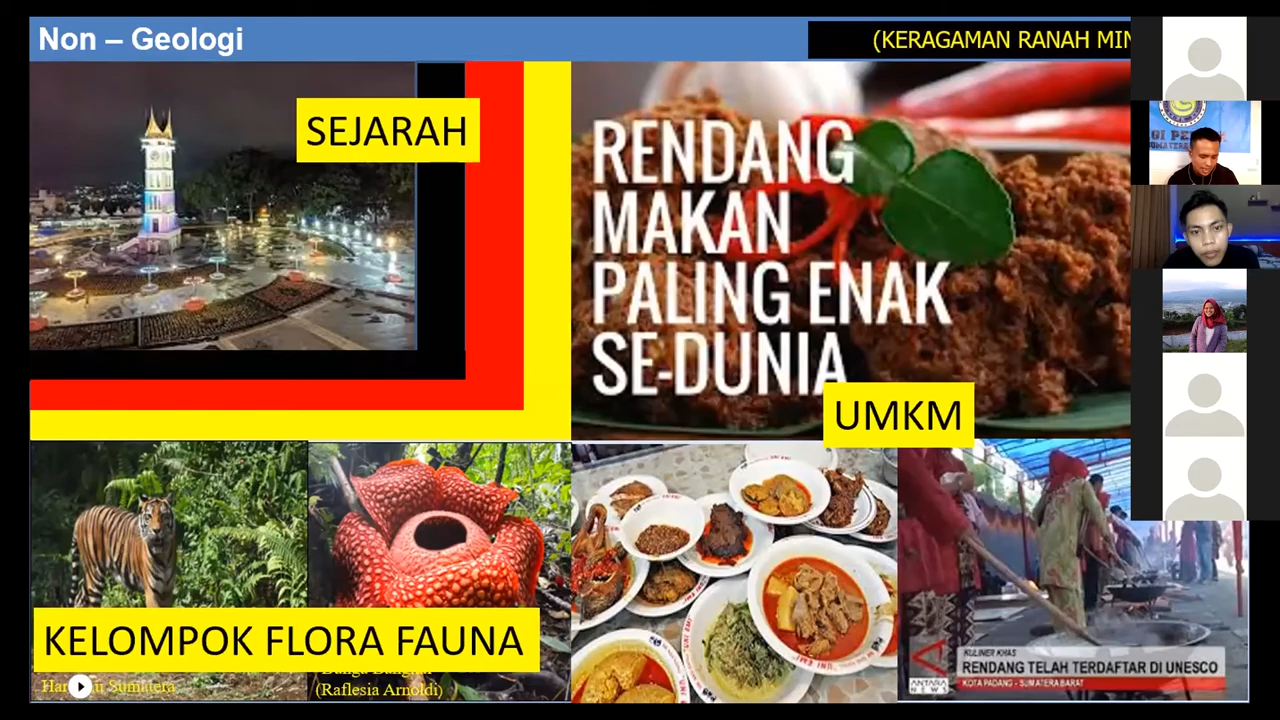 Non – Geologi
(KERAGAMAN RANAH MIN
SEJARAH
RENDANG
MAKAN
PALING ENAK
SE-DUNIA
UMKM
KELOMPOK FLORA FAUNA
Sumatera
(Raflesia Arnoldi)
KULINER KHAS
RENDANG TELAH TERDAFTAR DI UNESCO
KOTA PADANG - SUMATERA BARAT
ANTARA
NEWS